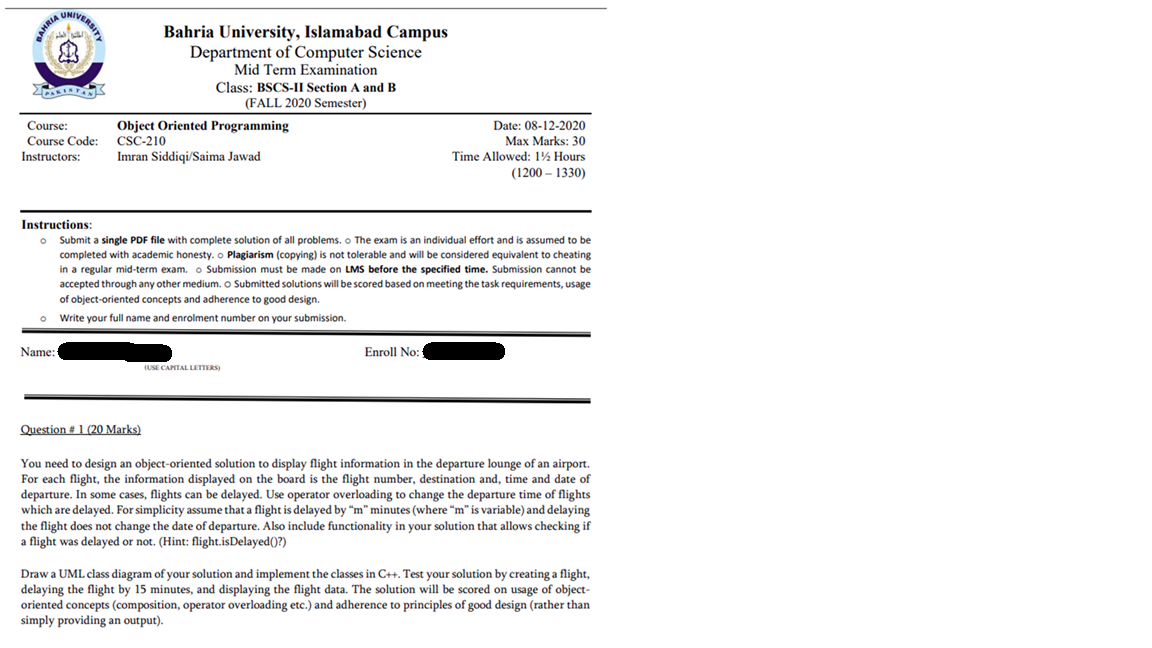 BAHRIA UNIVERSITY
PAKISTAN
Bahria University, Islamabad Campus
Department of Computer Science
Mid Term Examination
Class: BSCS-II Section A and B
(FALL 2020 Semester)
Course: Object Oriented Programming Date: 08-12-2020
Course Code: CSC-210 Max Marks: 30
Instructors: Imran Siddiqi/Saima Jawad Time Allowed: 1½ Hours
(1200 – 1330)
Instructions:
o Submit a single PDF file with complete solution of all problems. o The exam is an individual effort and is assumed to be
completed with academic honesty. o Plagiarism (copying) is not tolerable and will be considered equivalent to cheating
in a regular mid-term exam. o Submission must be made on LMS before the specified time. Submission cannot be
accepted through any other medium. o Submitted solutions will be scored based on meeting the task requirements, usage
of object-oriented concepts and adherence to good design.
o Write your full name and enrolment number on your submission.
Name: Enroll No:
(USE CAPITAL LETTERS)
Question # 1 (20 Marks)
You need to design an object-oriented solution to display flight information in the departure lounge of an airport.
For each flight, the information displayed on the board is the flight number, destination and, time and date of
departure. In some cases, flights can be delayed. Use operator overloading to change the departure time of flights
which are delayed. For simplicity assume that a flight is delayed by “m” minutes (where “m” is variable) and delaying
the flight does not change the date of departure. Also include functionality in your solution that allows checking if
a flight was delayed or not. (Hint: flight.isDelayed()?)
Draw a UML class diagram of your solution and implement the classes in C++. Test your solution by creating a flight,
delaying the flight by 15 minutes, and displaying the flight data. The solution will be scored on usage of object-
oriented concepts (composition, operator overloading etc.) and adherence to principles of good design (rather than
simply providing an output).